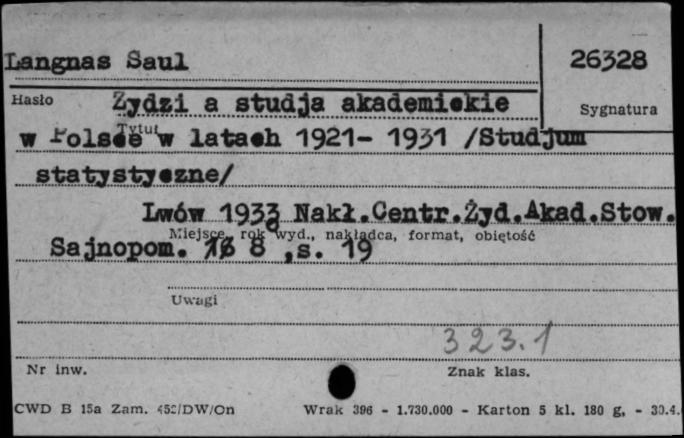 Langnas Saul
26328
Hasło
Żydzi a studja akademickie
Sygnatura
Tytuł
w Polsce w latach 1921- 1931 /Studjum
statystyczne/
Lwów 1933 Nakł.Centr.Żyd.Akad.Stow.
Miejsce, rok wyd., nakładca, format, objętość
Sajnopom. 8 ,s. 19
Uwagi
323.1
Nr inw.
Znak klas.
CWD B 15a Zam. /DW/On
Wrak 396 - 1.730.000 - Karton 5 kl. 180 g, - 30.4.